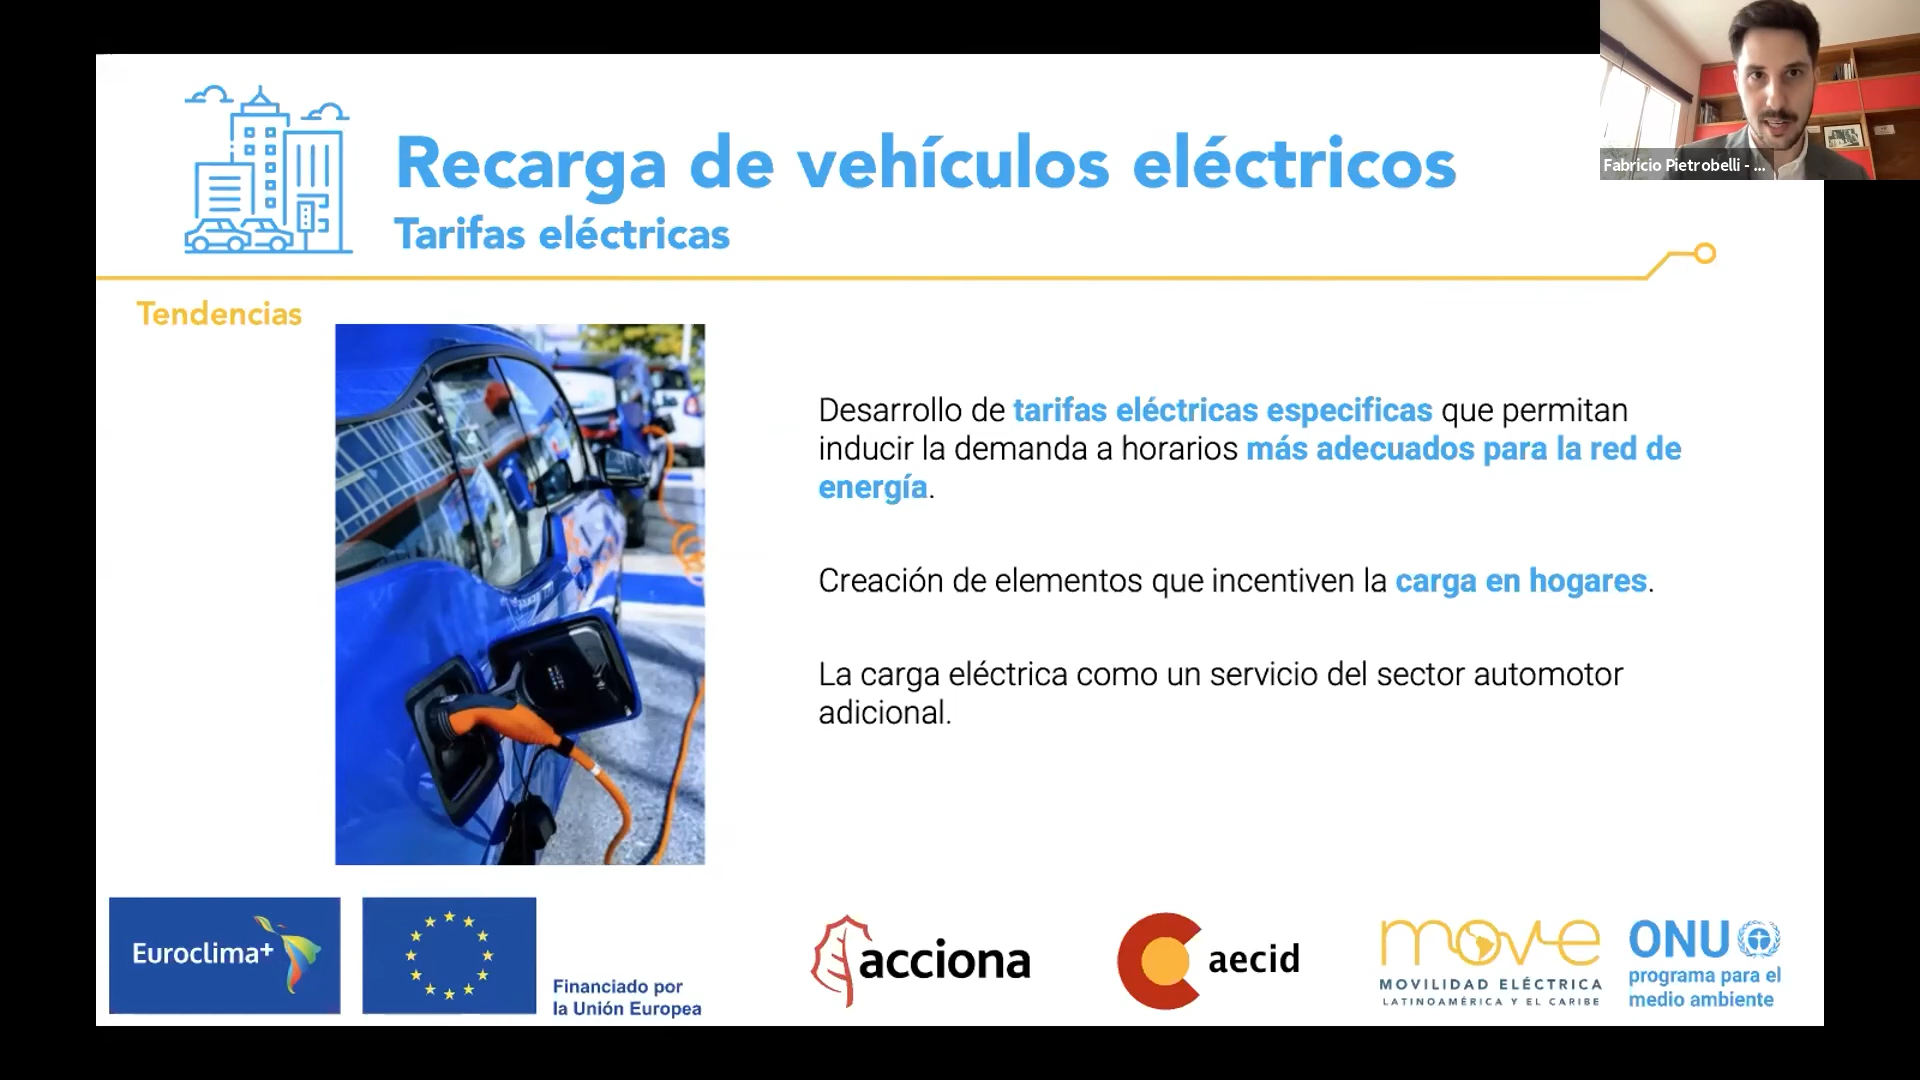 Recarga de vehículos eléctricos
Tarifas eléctricas
Fabricio Pietrobelli - ...
Tendencias
Desarrollo de tarifas eléctricas especificas que permitan
inducir la demanda a horarios más adecuados para la red de
energía.
Creación de elementos que incentiven la carga en hogares.
La carga eléctrica como un servicio del sector automotor
adicional.
Euroclima+
Financiado por
la Unión Europea
acciona
aecid
move
MOVILIDAD ELÉCTRICA
LATINOAMÉRICA Y EL CARIBE
ONU
programa para el
medio ambiente